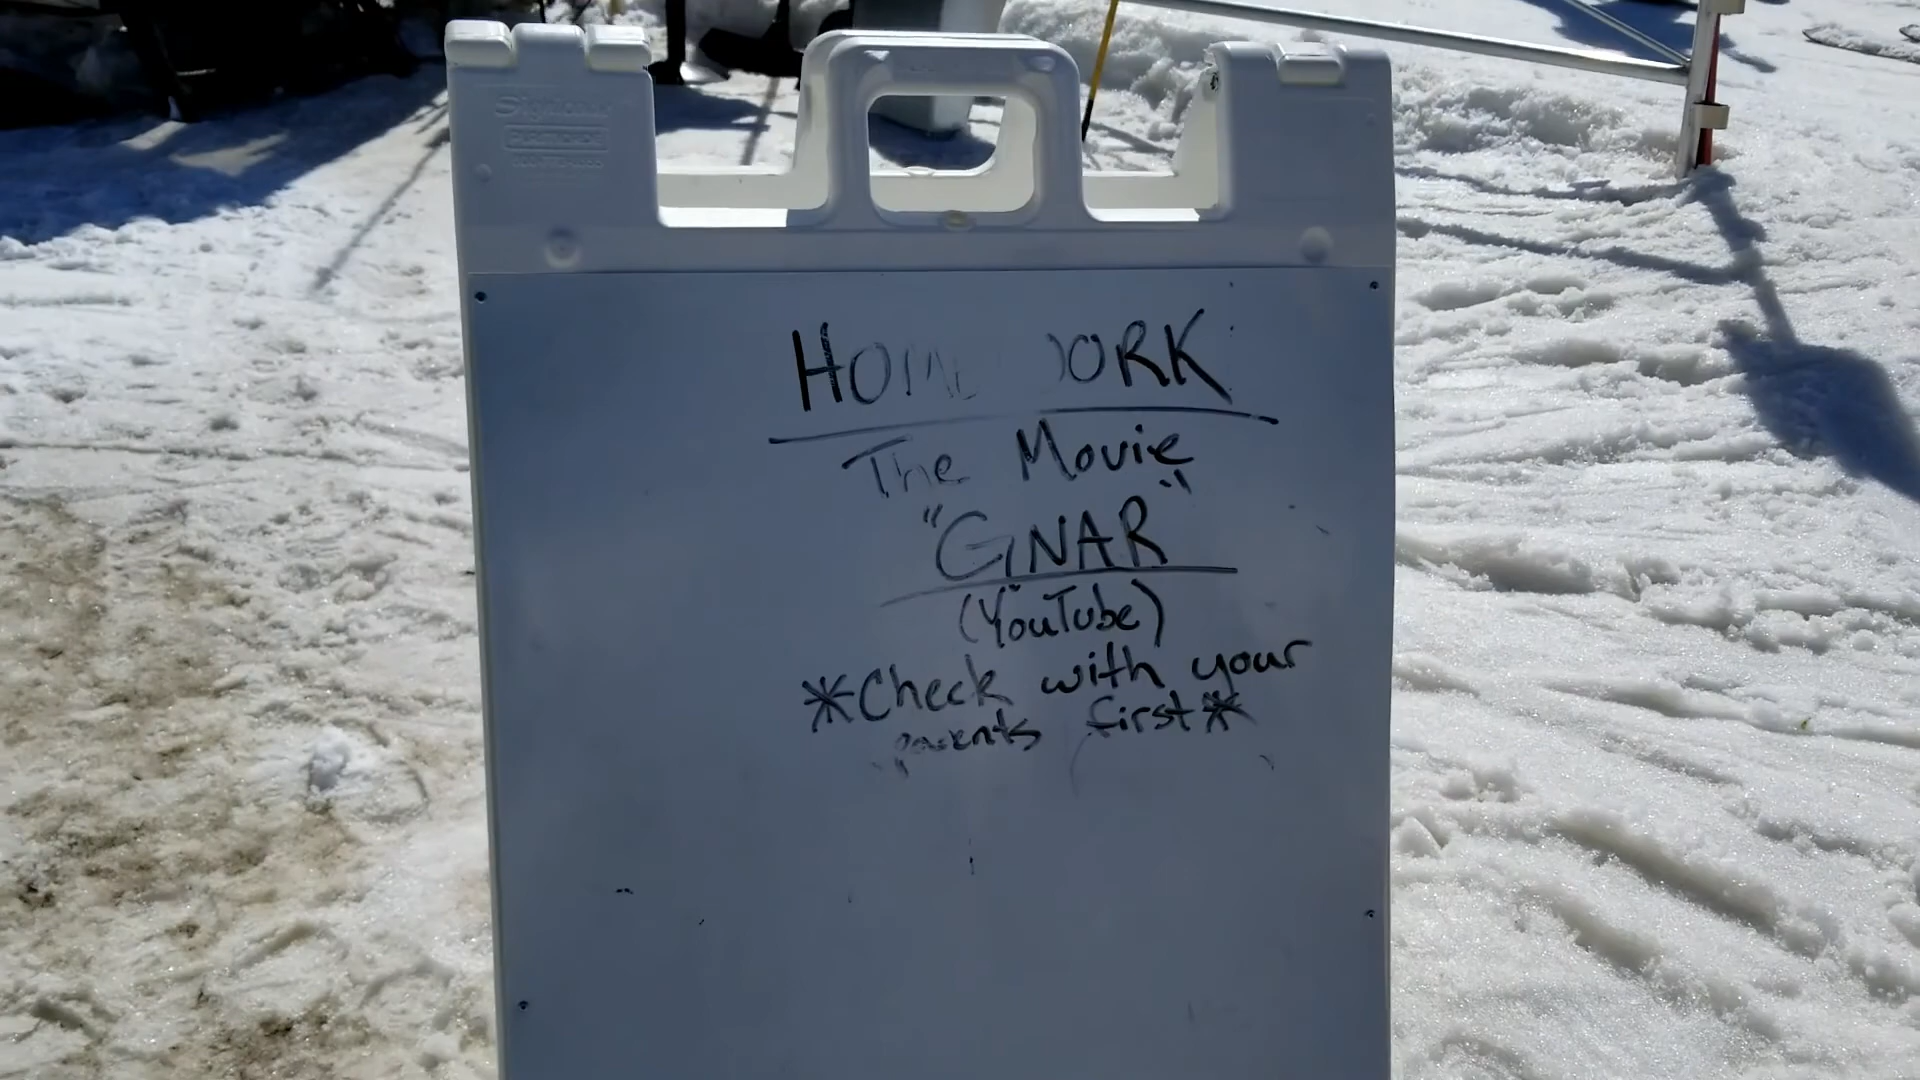 HOMEWORK
The Movie
"GNAR"
(YouTube)
*Check with your
parents first*